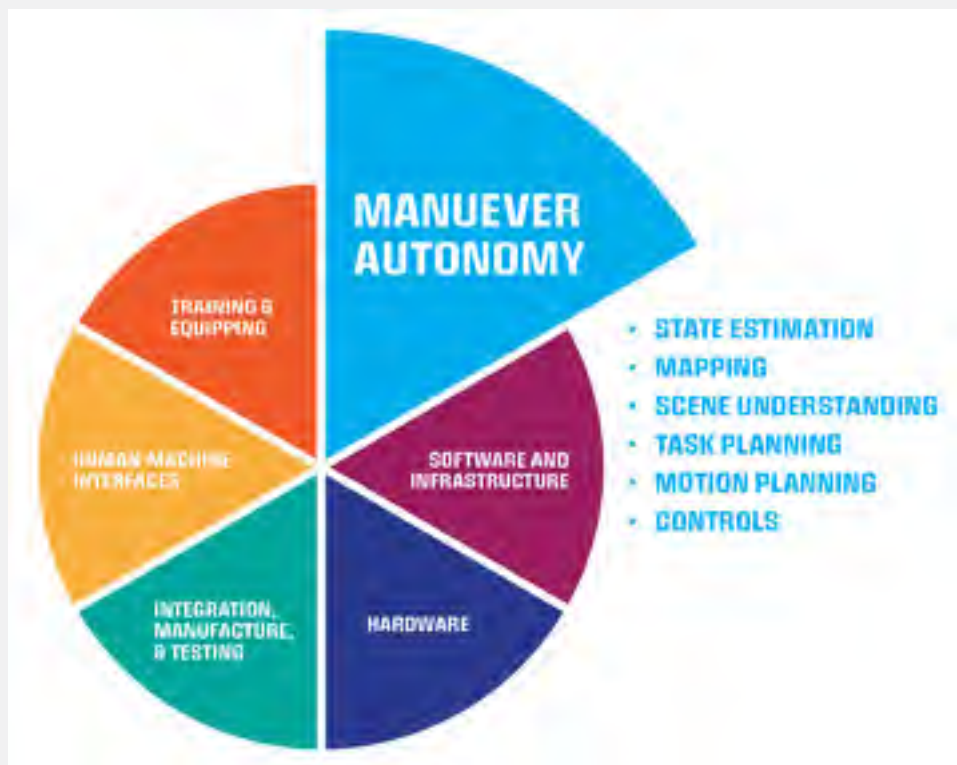 MANUEVER
AUTONOMY
TRAINING &
EQUIPPING
HUMAN MACHINE
INTERFACES
SOFTWARE AND
INFRASTRUCTURE
INTEGRATION,
MANUFACTURE,
& TESTING
HARDWARE
• STATE ESTIMATION
• MAPPING
• SCENE UNDERSTANDING
• TASK PLANNING
• MOTION PLANNING
• CONTROLS